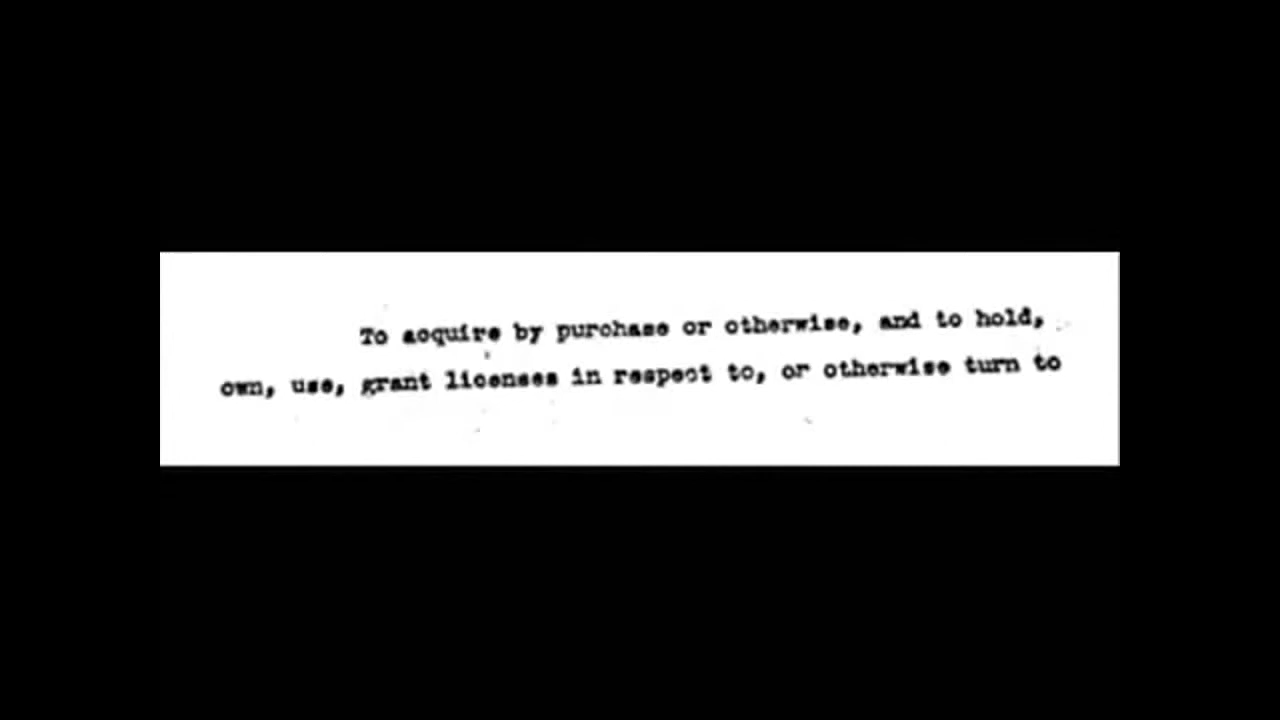 To acquire by purchase or otherwise, and to hold,
own, use, grant licenses in respect to, or otherwise turn to